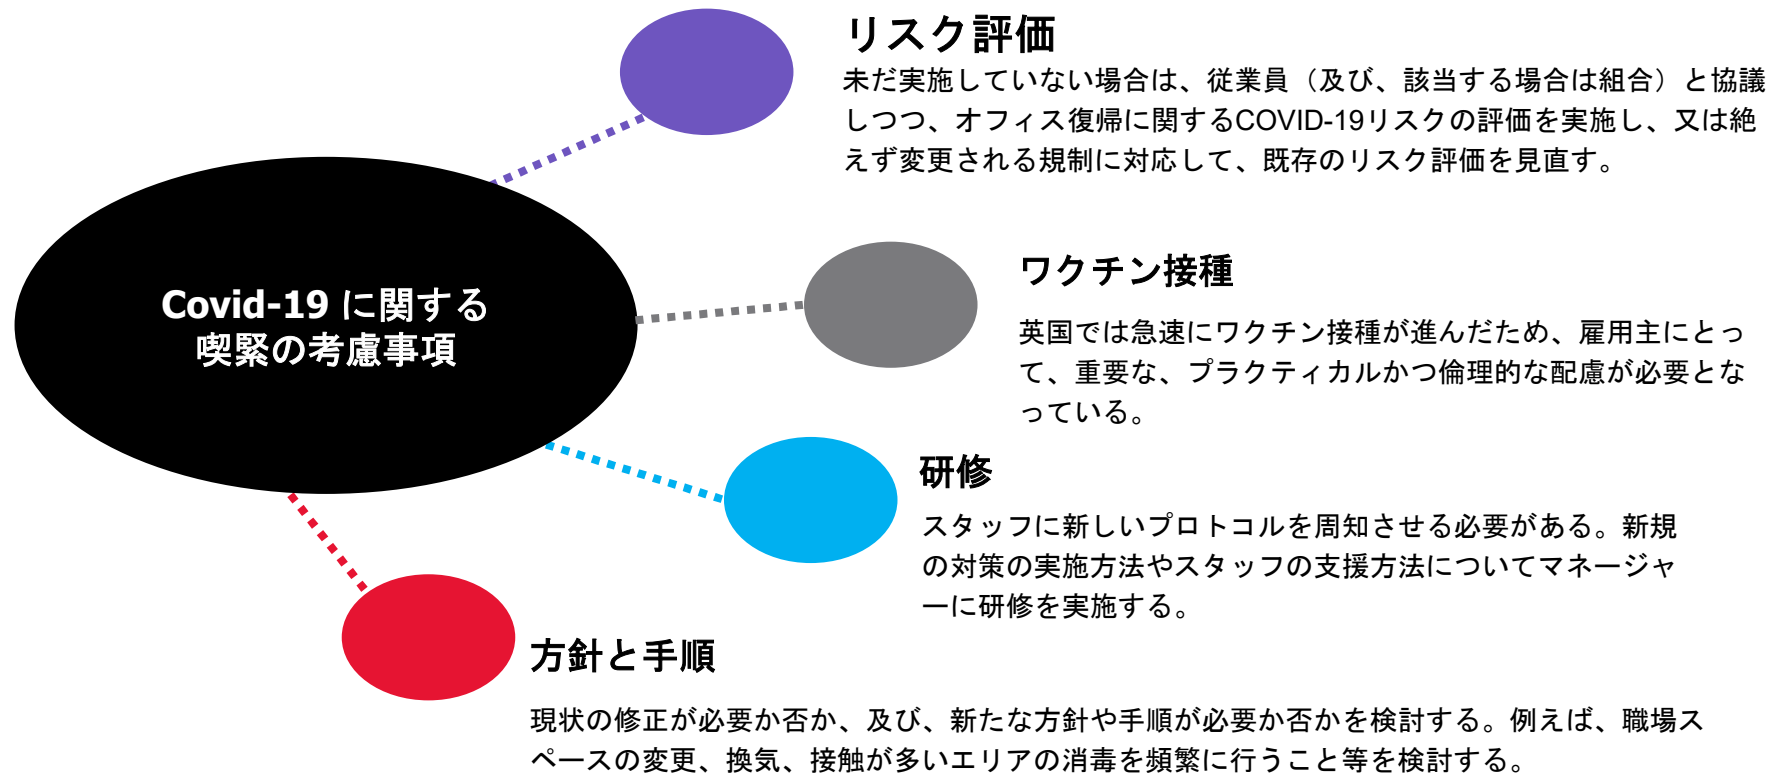 リスク評価
未だ実施していない場合は、従業員（及び、該当する場合は組合）と協議
しつつ、オフィス復帰に関するCOVID-19リスクの評価を実施し、又は絶
えず変更される規制に対応して、既存のリスク評価を見直す。
Covid-19 に関する
喫緊の考慮事項
ワクチン接種
英国では急速にワクチン接種が進んだため、雇用主にとっ
て、重要な、プラクティカルかつ倫理的な配慮が必要とな
っている。
研修
スタッフに新しいプロトコルを周知させる必要がある。新規
の対策の実施方法やスタッフの支援方法についてマネージャ
ーに研修を実施する。
方針と手順
現状の修正が必要か否か、及び、新たな方針や手順が必要か否かを検討する。例えば、職場ス
ペースの変更、換気、接触が多いエリアの消毒を頻繁に行うこと等を検討する。